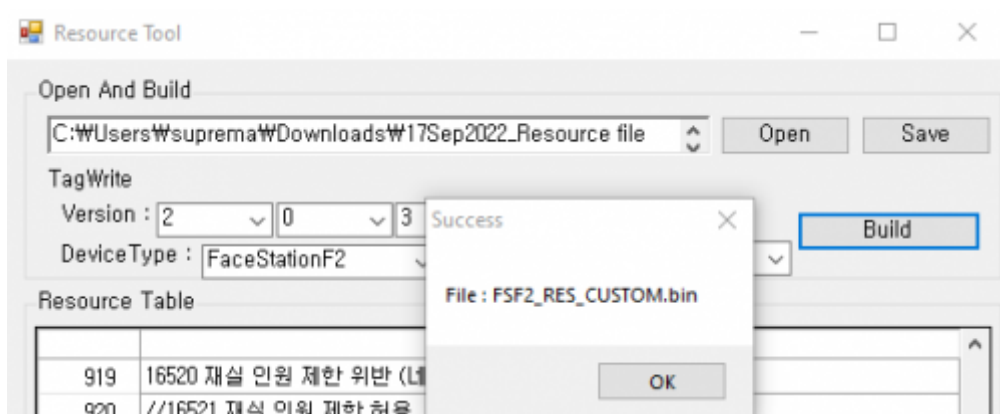 Resource Tool
Open And Build
C:₩Users₩suprema₩Downloads₩17Sep2022_Resource file
Open
Save
TagWrite
Version : 2 0 3
Success
Build
DeviceType : FaceStationF2
File : FSF2_RES_CUSTOM.bin
Resource Table
919 16520 재실 인원 제한 위반 (네
OK
920 //16521 재실 인원 제한 허용